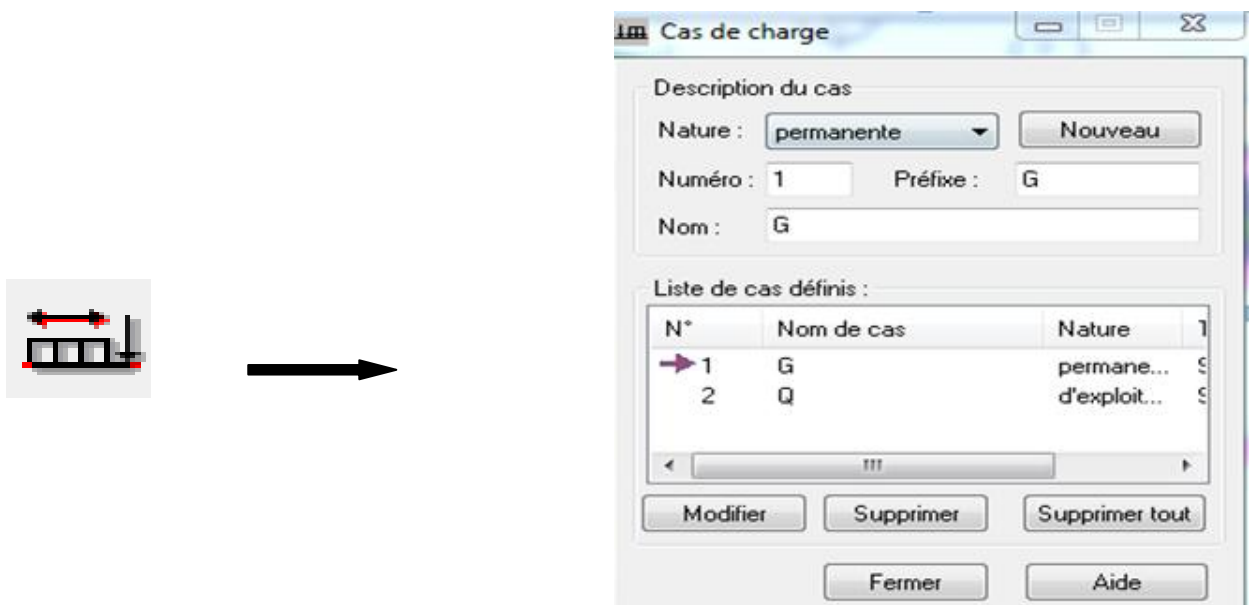 Cas de charge
Description du cas
Nature : permanente Nouveau
Numéro : 1 Préfixe : G
Nom : G
Liste de cas définis :
N° Nom de cas Nature
1 G permane...
2 Q d'exploit...
Modifier Supprimer Supprimer tout
Fermer Aide